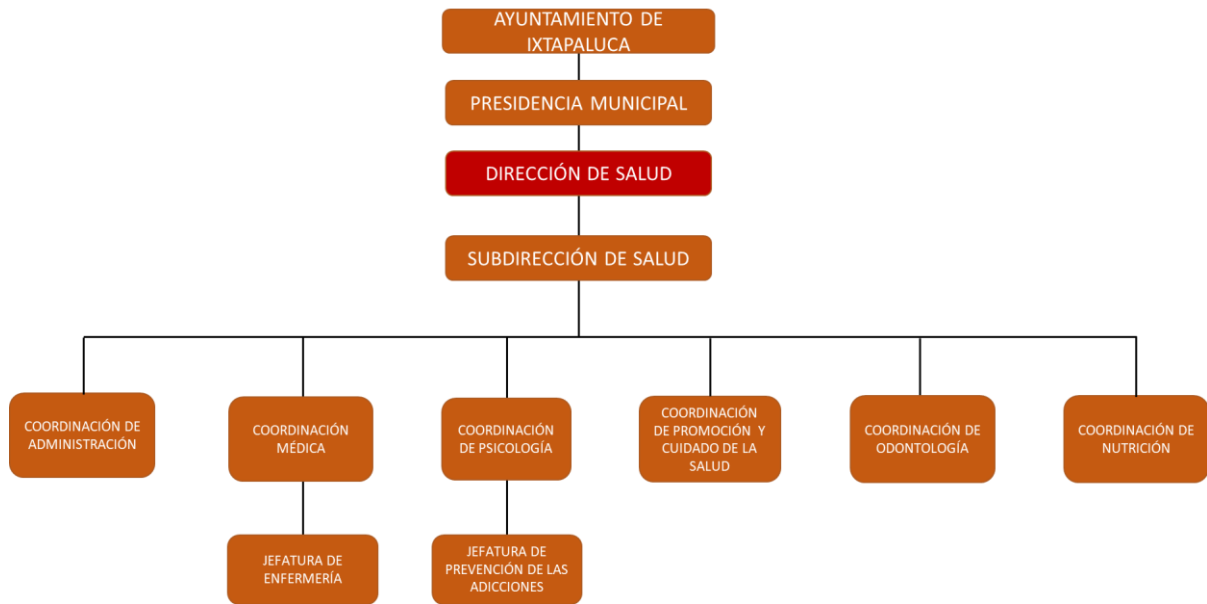 AYUNTAMIENTO DE
IXTAPALUCA
PRESIDENCIA MUNICIPAL
DIRECCIÓN DE SALUD
SUBDIRECCIÓN DE SALUD
COORDINACIÓN DE
ADMINISTRACIÓN
COORDINACIÓN
MÉDICA
COORDINACIÓN
DE PSICOLOGÍA
COORDINACIÓN
DE PROMOCIÓN Y
CUIDADO DE LA
SALUD
COORDINACIÓN DE
ODONTOLOGÍA
COORDINACIÓN DE
NUTRICIÓN
JEFATURA DE
ENFERMERÍA
JEFATURA DE
PREVENCIÓN DE LAS
ADICCIONES